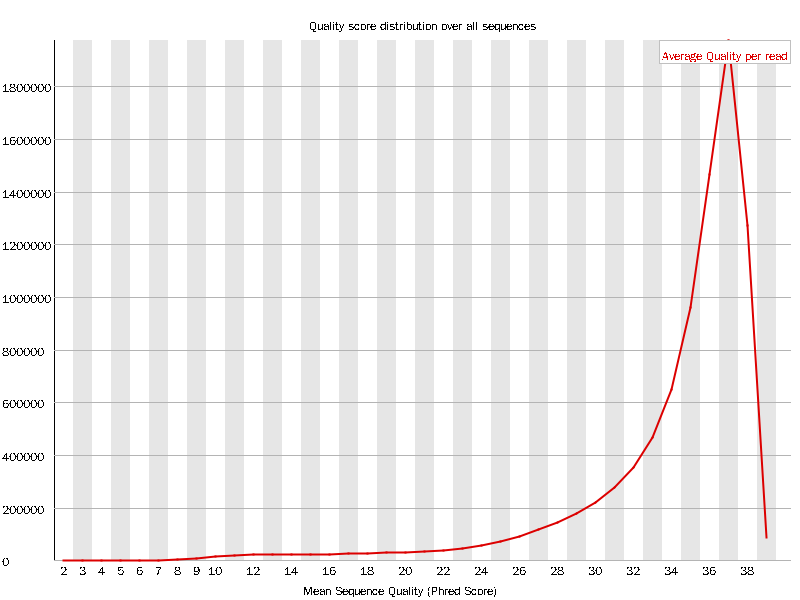 Quality score distribution over all sequences
Average Quality per read
1800000
1600000
1400000
1200000
1000000
800000
600000
400000
200000
0
2 3 4 5 6 7 8 9 10 12 14 16 18 20 22 24 26 28 30 32 34 36 38
Mean Sequence Quality (Phred Score)